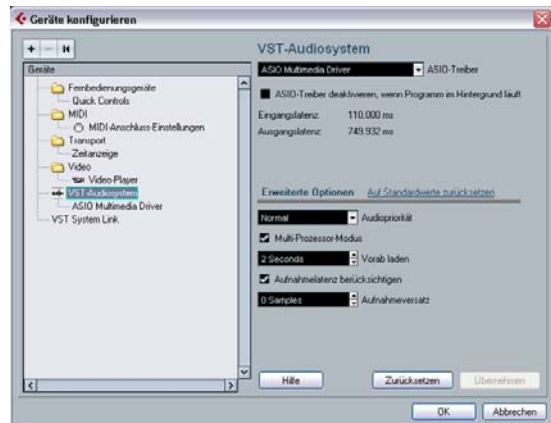 Geräte konfigurieren
Geräte
Fernbedienungsgeräte
Quick Controls
MIDI
MIDI-Anschluss-Einstellungen
Transport
Zeitanzeige
Video
Video-Player
VST-Audiosystem
ASIO Multimedia Driver
VST System Link
VST-Audiosystem
ASIO Multimedia Driver ASIO-Treiber
ASIO-Treiber deaktivieren, wenn Programm im Hintergrund läuft
Eingangslatenz: 110.000 ms
Ausgangslatenz: 749.932 ms
Erweiterte Optionen Auf Standardwerte zurücksetzen
Normal Audiopriorität
Multi-Prozessor-Modus
2 Seconds Vorab laden
Aufnahmelatenz berücksichtigen
0 Samples Aufnahmeversatz
Hilfe Zurücksetzen Übernehmen
OK Abbrechen